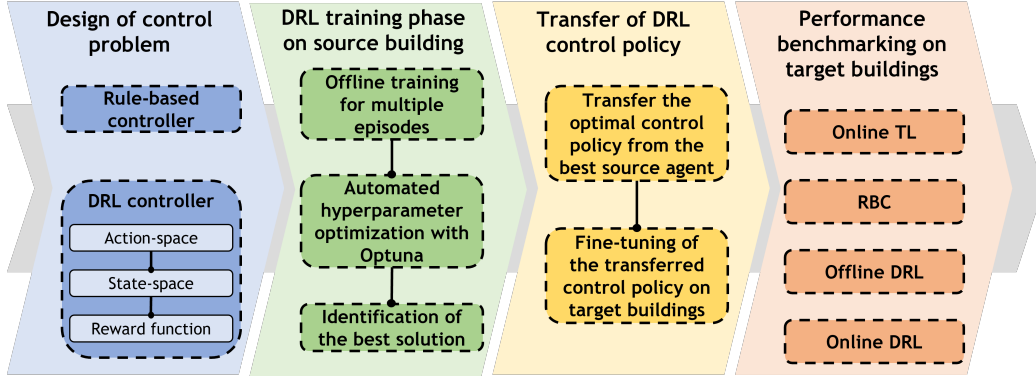 Design of control
problem
Rule-based
controller
DRL controller
Action-space
State-space
Reward function
DRL training phase
on source building
Offline training
for multiple
episodes
Automated
hyperparameter
optimization with
Optuna
Identification of
the best solution
Transfer of DRL
control policy
Transfer the
optimal control
policy from the
best source agent
Fine-tuning of
the transferred
control policy on
target buildings
Performance
benchmarking on
target buildings
Online TL
RBC
Offline DRL
Online DRL